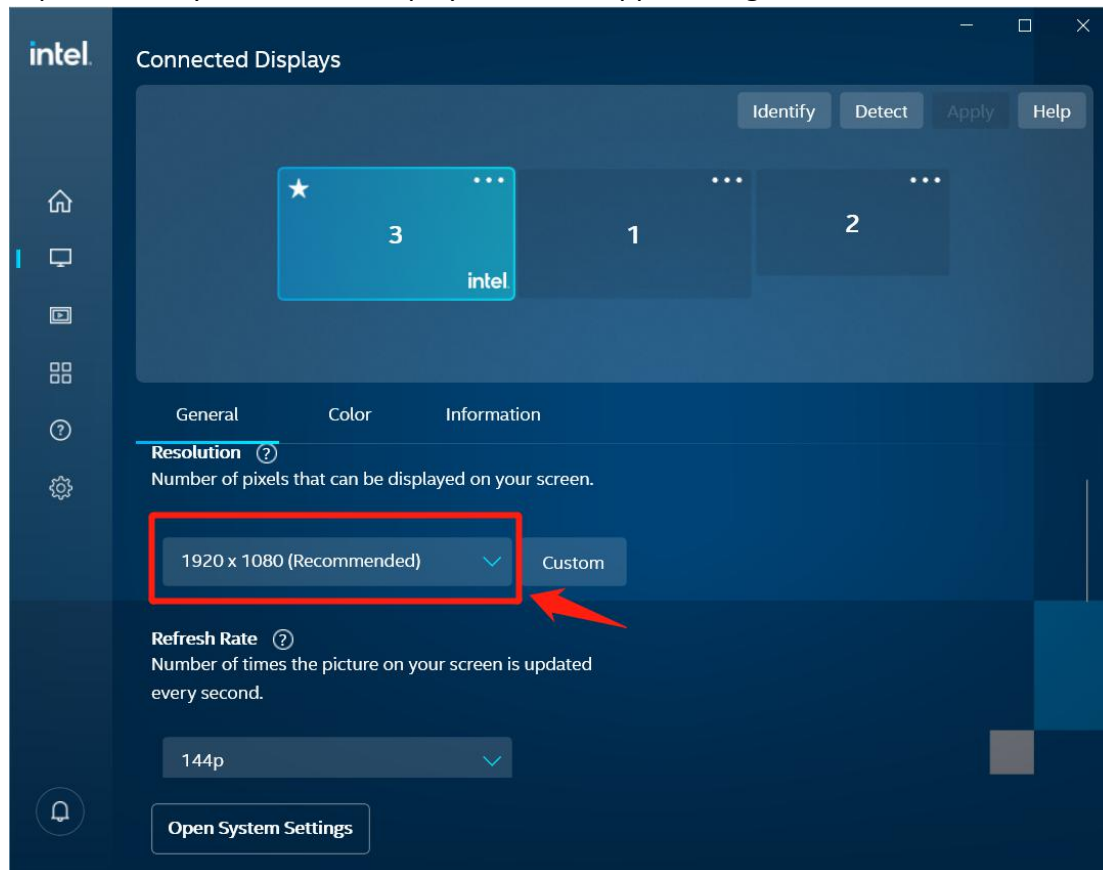 intel.
Connected Displays
Identify Detect Apply Help
3 1 2
intel.
General Color Information
Resolution ?
Number of pixels that can be displayed on your screen.
1920 x 1080 (Recommended) Custom
Refresh Rate ?
Number of times the picture on your screen is updated
every second.
144p
Open System Settings